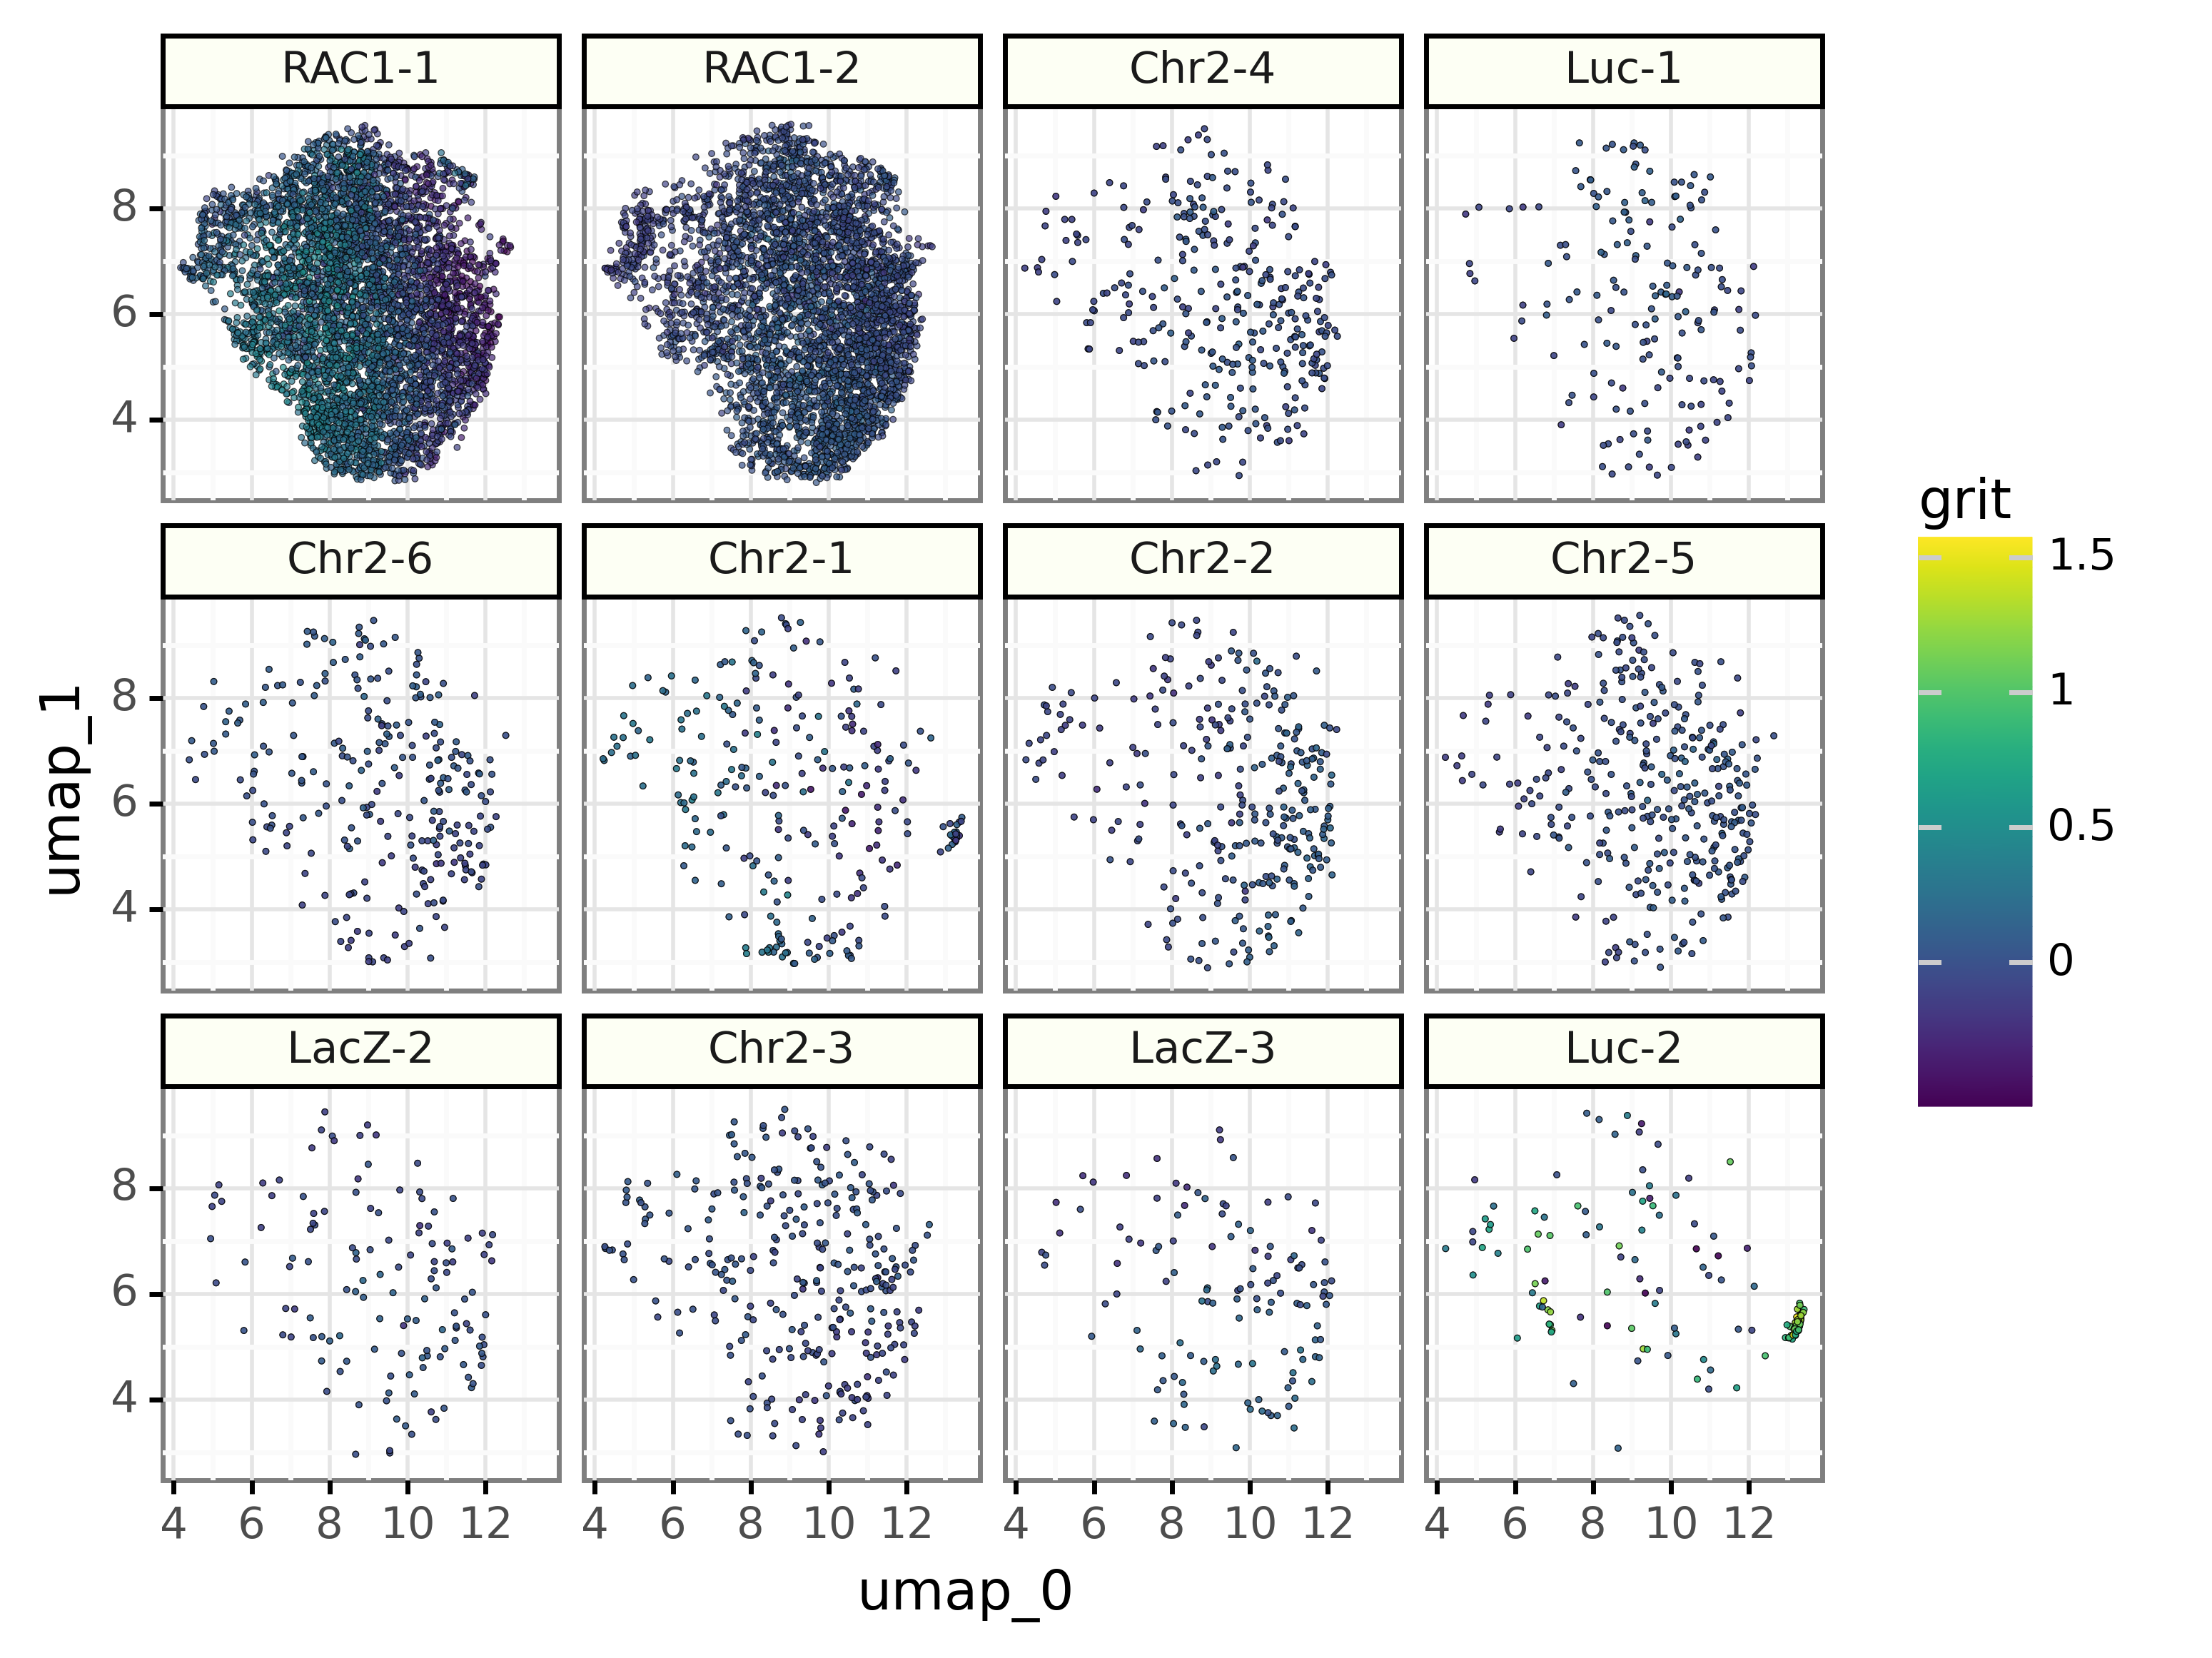 RAC1-1 RAC1-2 Chr2-4 Luc-1
8
6
4
Chr2-6 Chr2-1 Chr2-2 Chr2-5
8
6
4
LacZ-2 Chr2-3 LacZ-3 Luc-2
8
6
4
4 6 8 10 12 4 6 8 10 12 4 6 8 10 12 4 6 8 10 12
umap_0
umap_1
grit
1.5
1
0.5
0